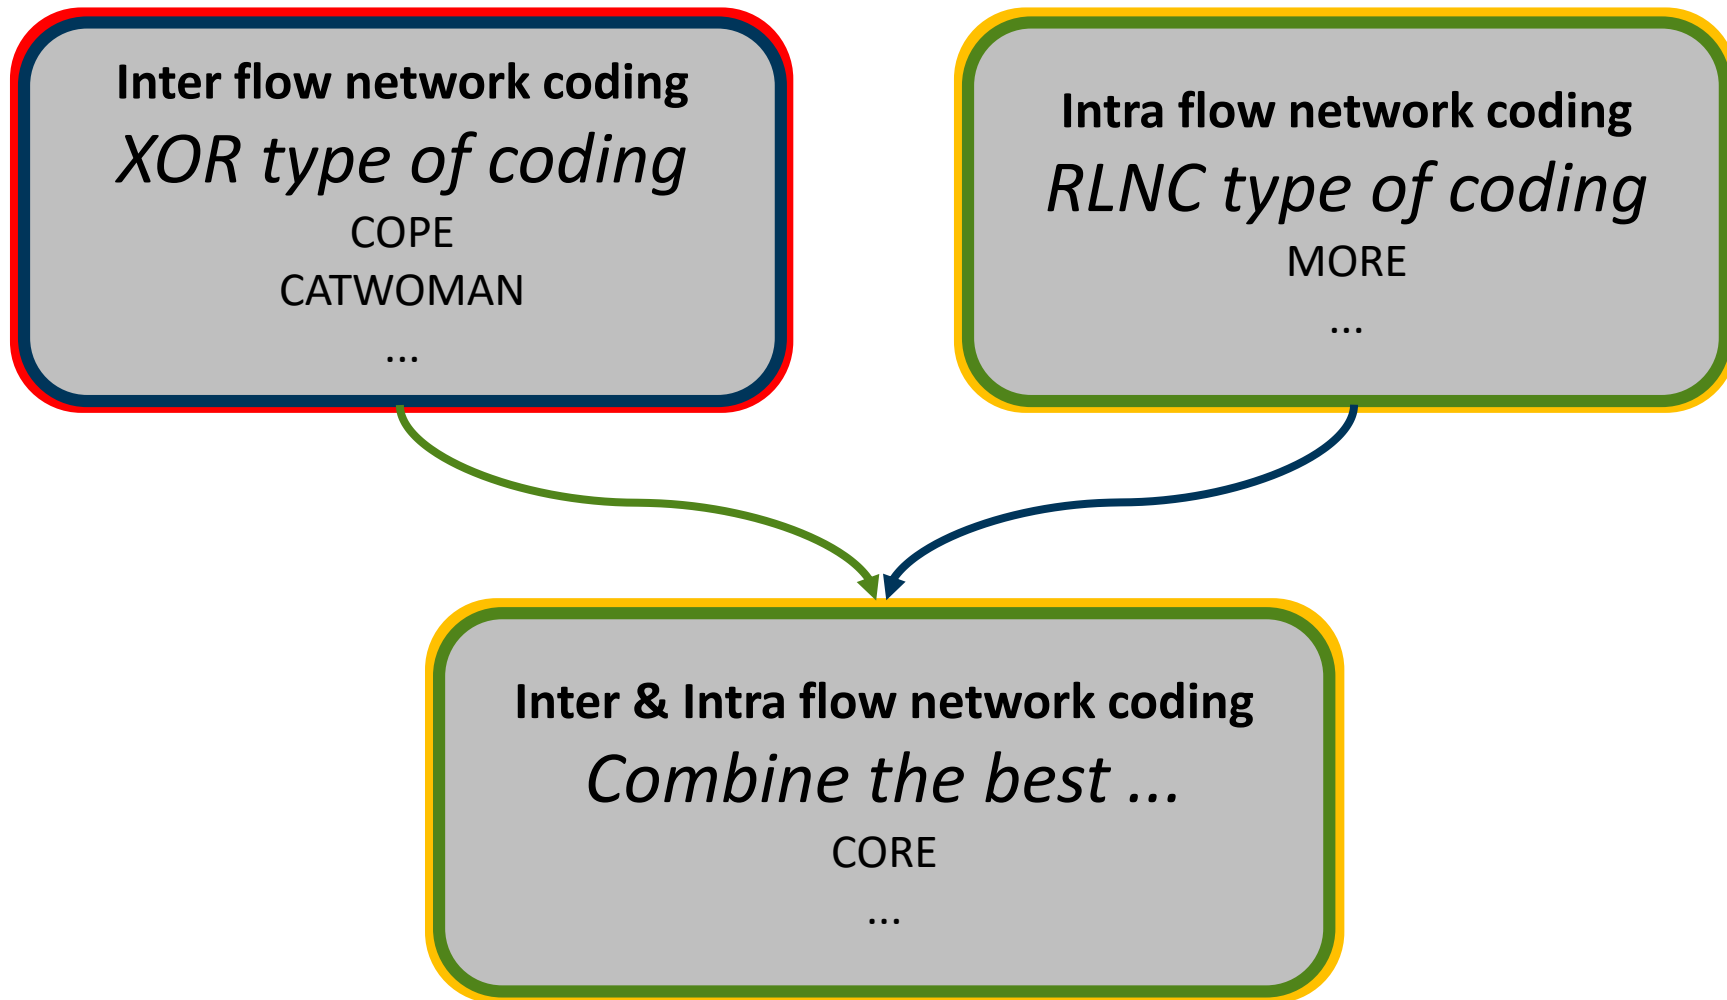 Inter flow network coding
XOR type of coding
COPE
CATWOMAN
...
Intra flow network coding
RLNC type of coding
MORE
...
Inter & Intra flow network coding
Combine the best ...
CORE
...